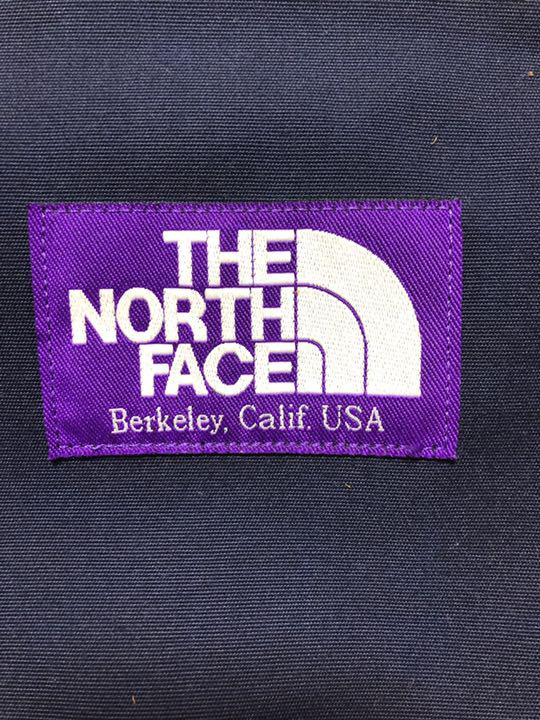 THE
NORTH
FACE
Berkeley, Calif. USA